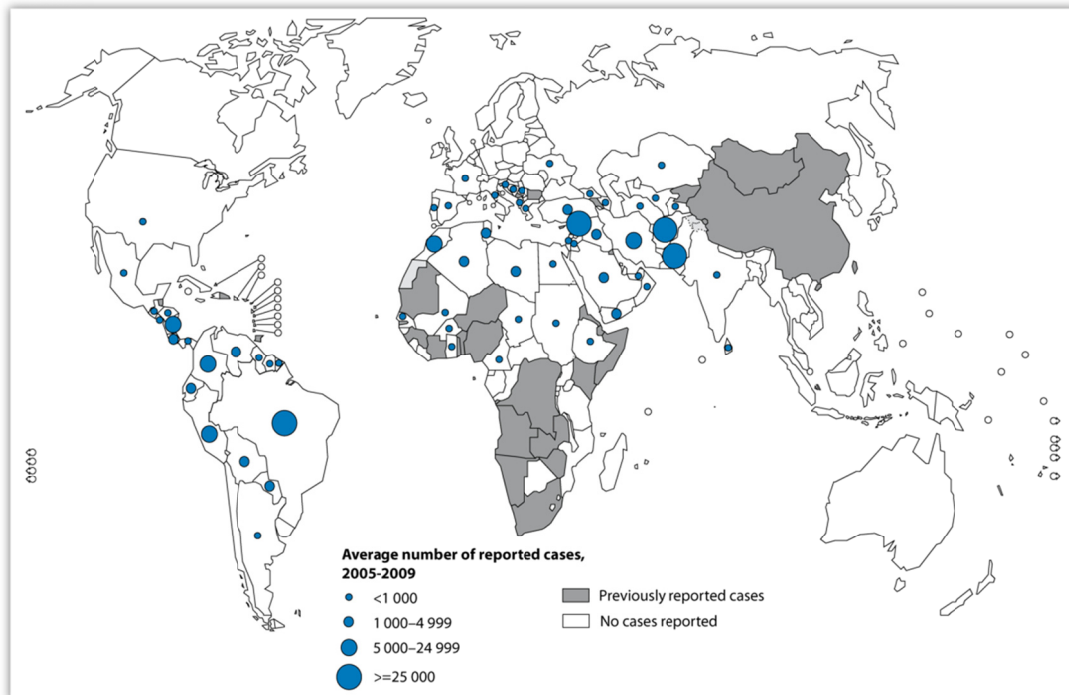 Average number of reported cases,
2005-2009
<1 000
1 000–4 999
5 000–24 999
>=25 000
Previously reported cases
No cases reported